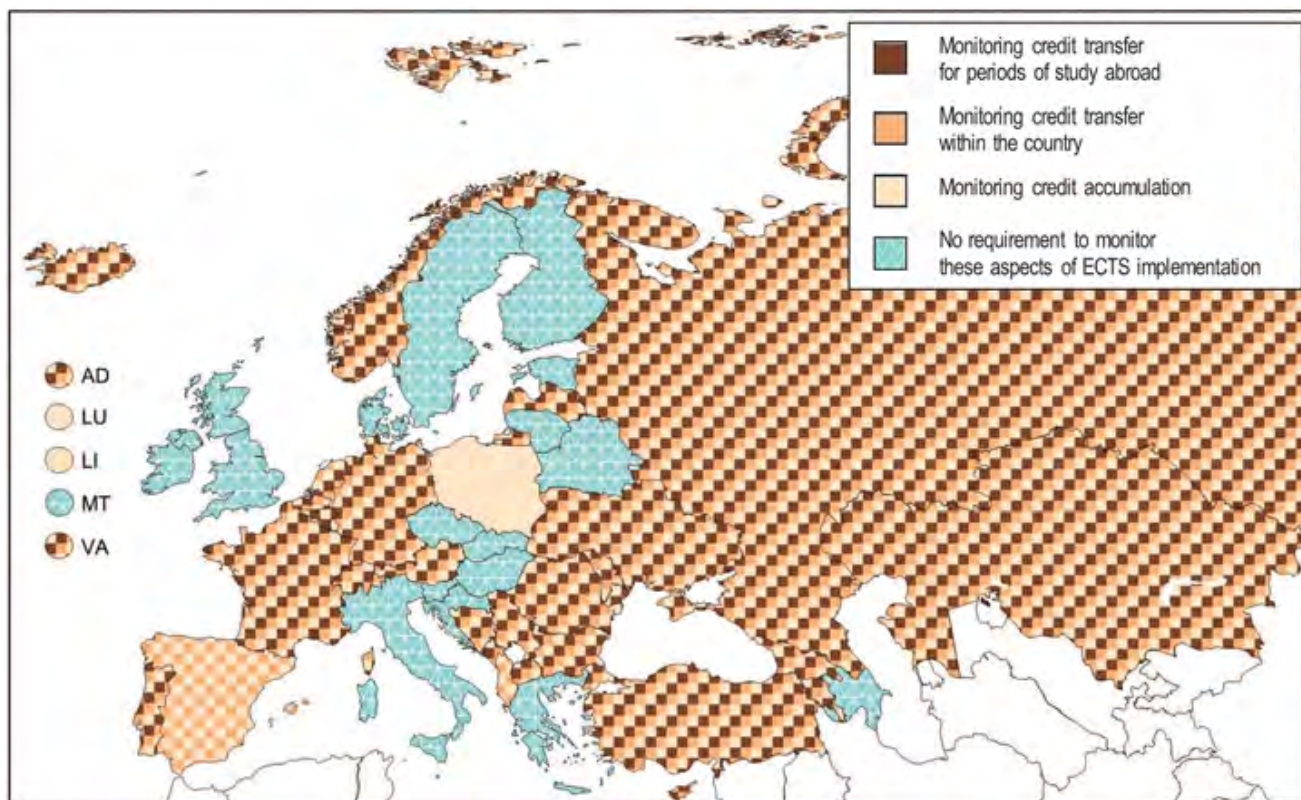 Monitoring credit transfer
for periods of study abroad
Monitoring credit transfer
within the country
Monitoring credit accumulation
No requirement to monitor
these aspects of ECTS implementation
AD
LU
LI
MT
VA